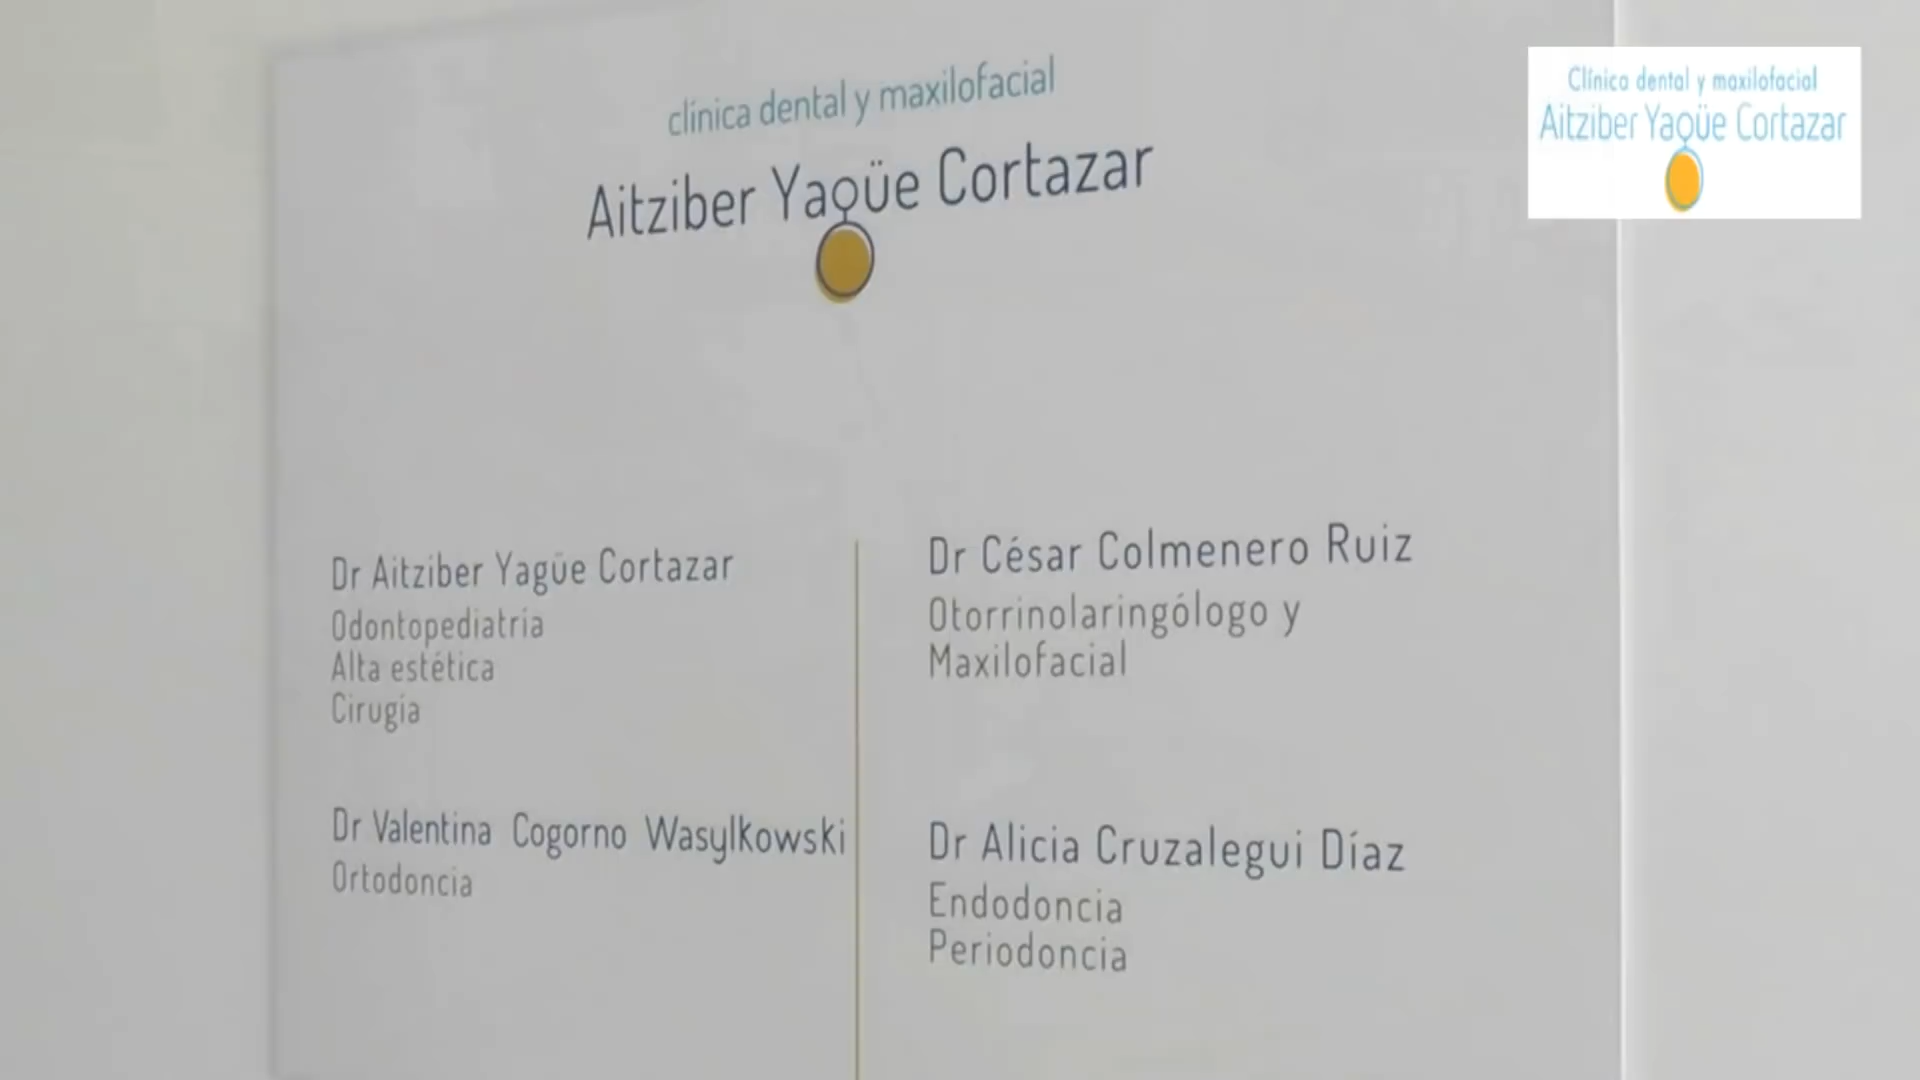 clínica dental y maxilofacial
Aitziber Yagüe Cortazar
Clínica dental y maxilofacial
Aitziber Yagüe Cortazar
Dr Aitziber Yagüe Cortazar
Odontopediatria
Alta estética
Cirugía
Dr Valentina Cogorno Wasylkowski
Ortodoncia
Dr César Colmenero Ruiz
Otorrinolaringólogo y
Maxilofacial
Dr Alicia Cruzalegui Díaz
Endodoncia
Periodoncia